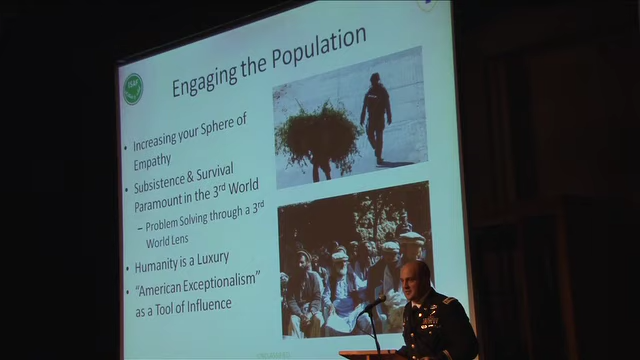 ISAF
Engaging the Population
• Increasing your Sphere of
Empathy
• Subsistence & Survival
Paramount in the 3rd World
– Problem Solving through a 3rd
World Lens
• Humanity is a Luxury
• "American Exceptionalism"
as a Tool of Influence